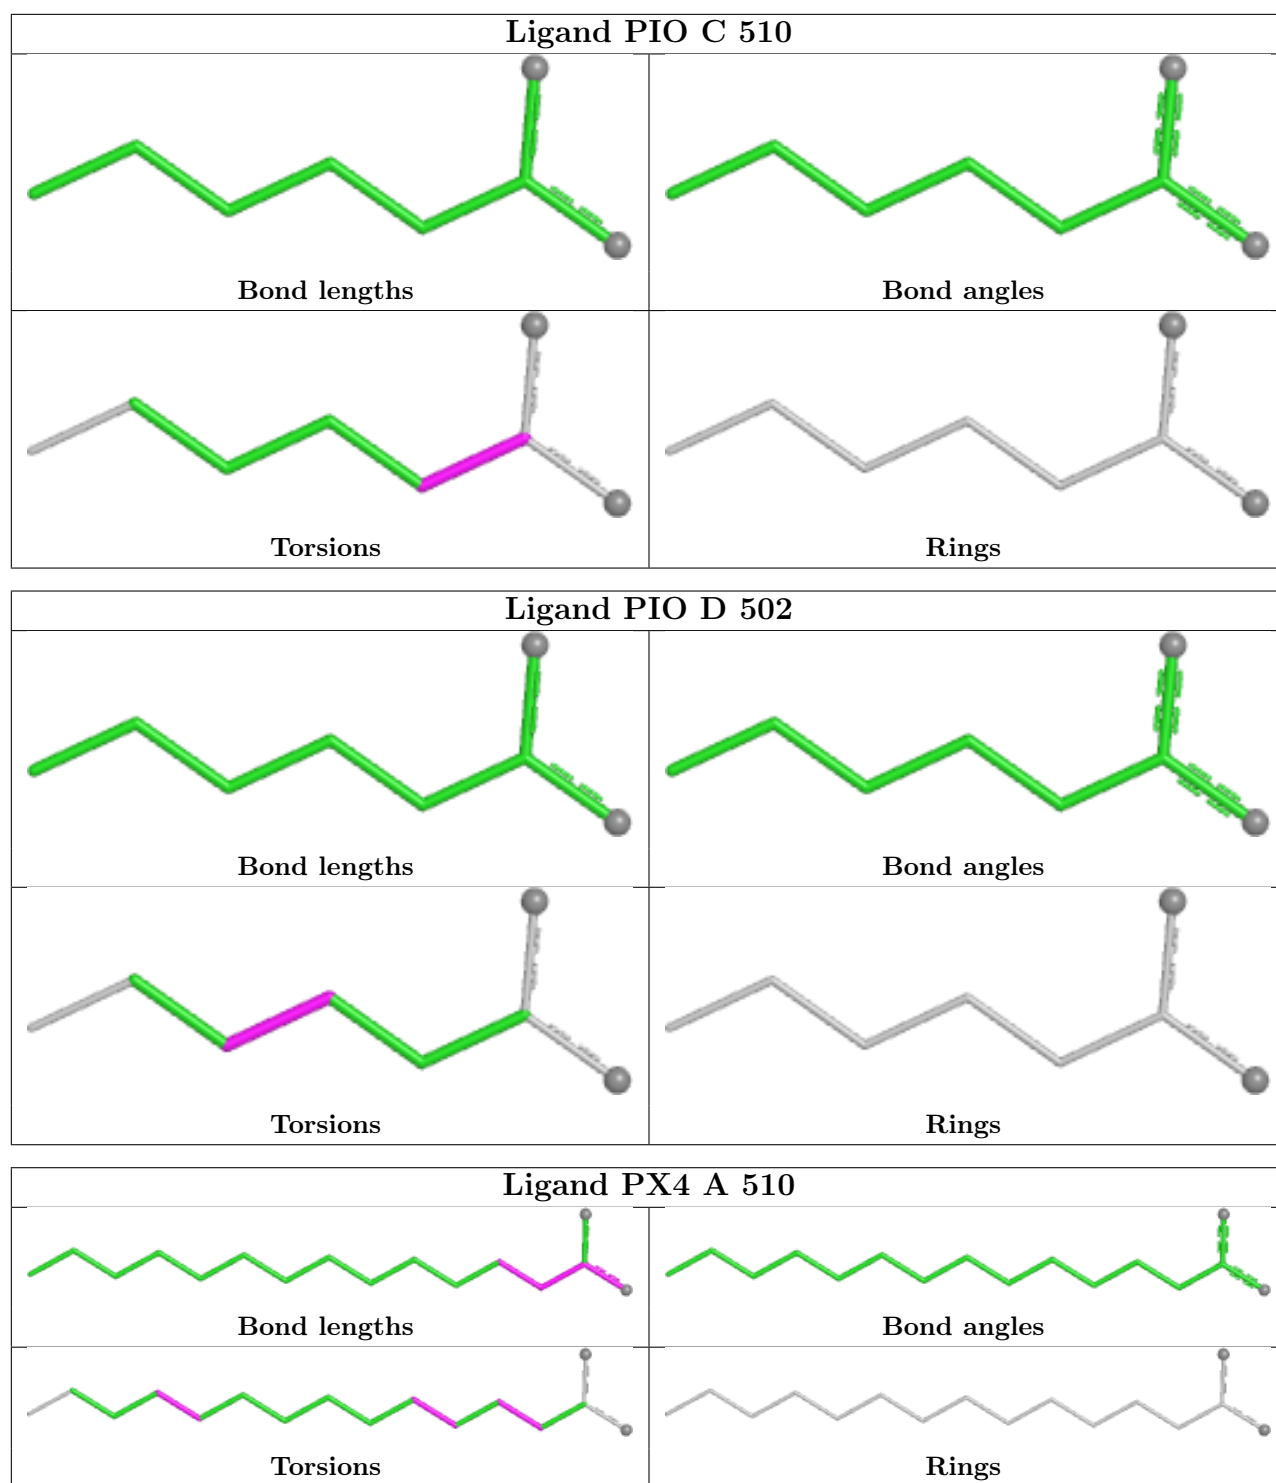 Ligand PIO C 510
Bond lengths
Bond angles
Torsions
Rings
Ligand PIO D 502
Bond lengths
Bond angles
Torsions
Rings
Ligand PX4 A 510
Bond lengths
Bond angles
Torsions
Rings